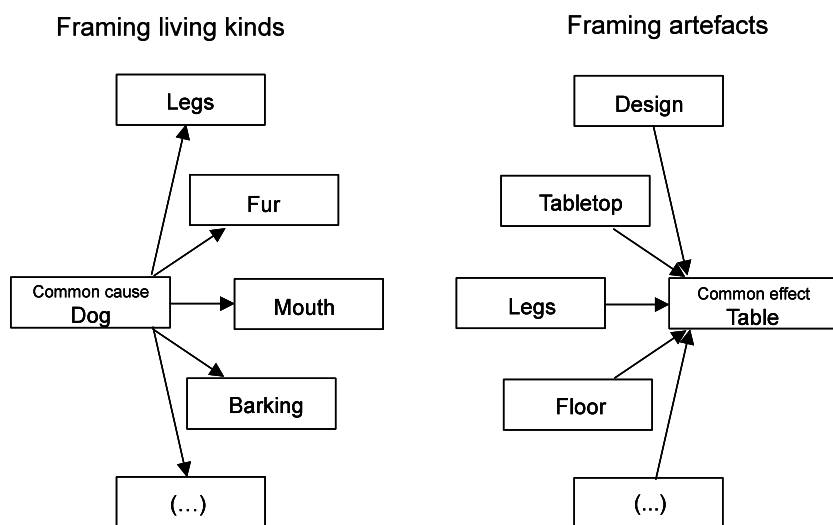 Framing living kinds
Legs
Fur
Common cause
Dog
Mouth
Barking
(…)
Framing artefacts
Design
Tabletop
Legs
Common effect
Table
Floor
(...)